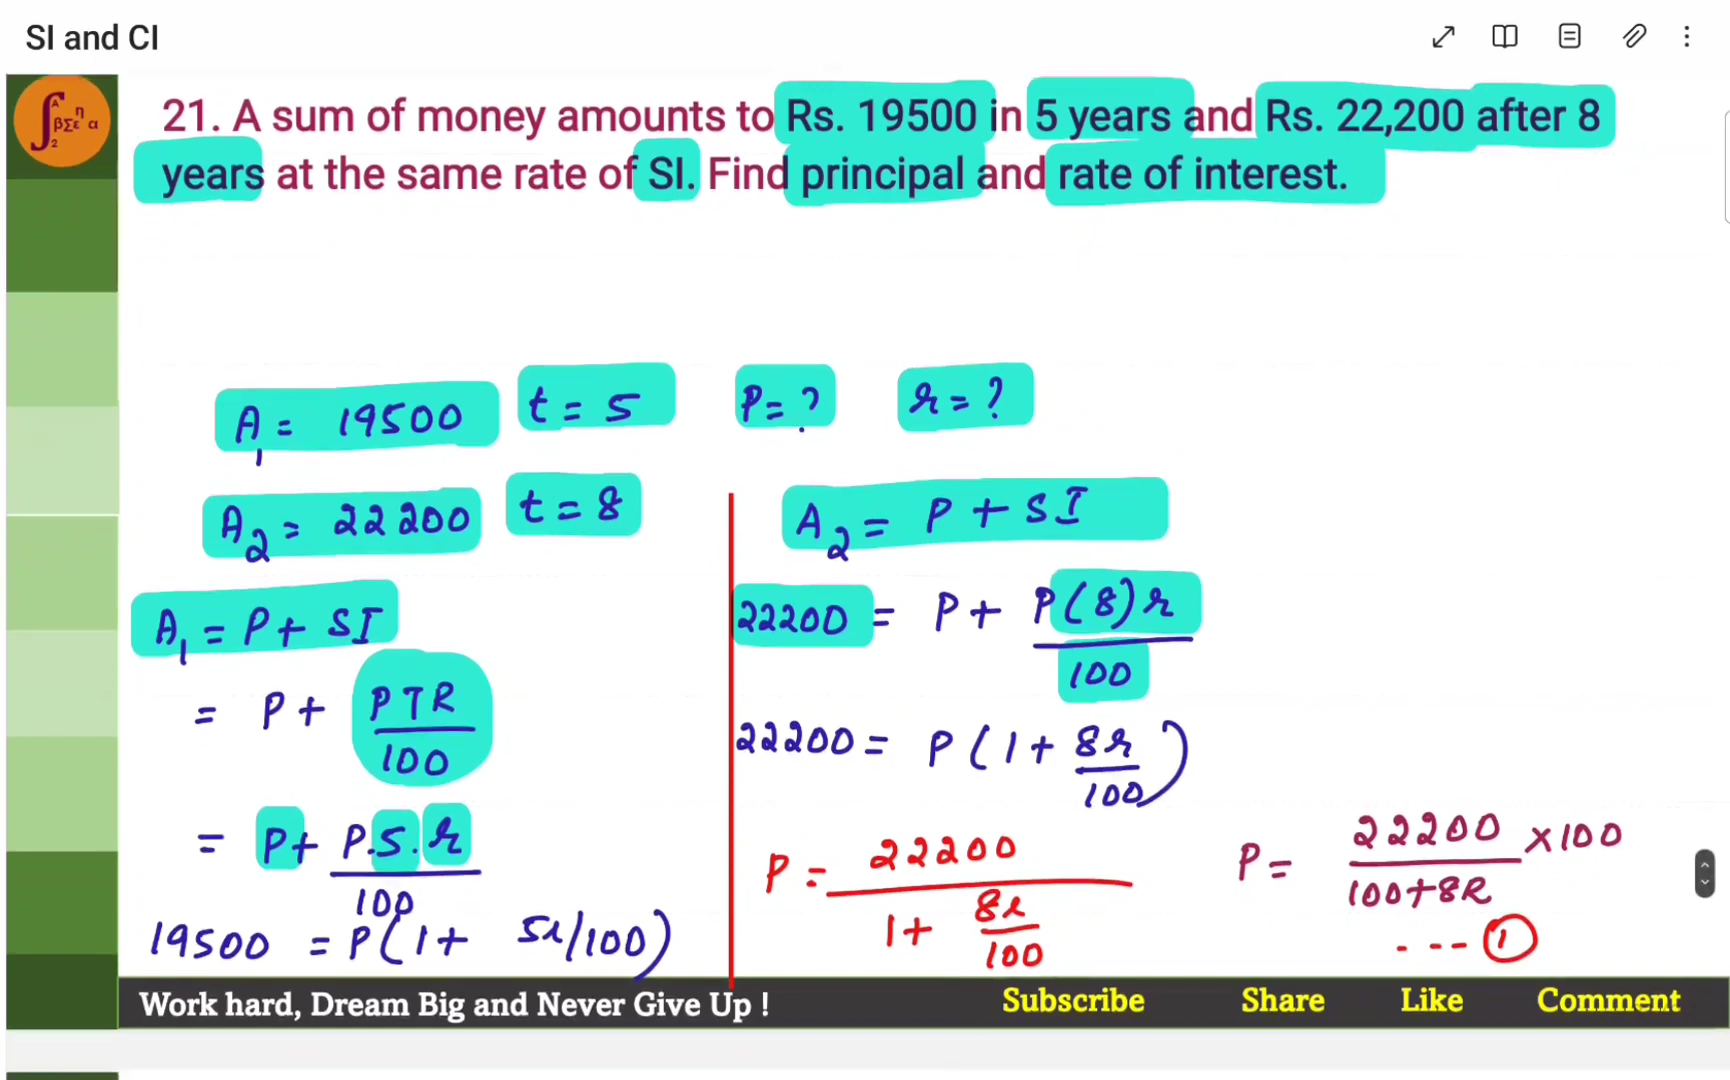 SI and CI
21. A sum of money amounts to Rs. 19500 in 5 years and Rs. 22,200 after 8
years at the same rate of SI. Find principal and rate of interest.
A1 = 19500 t = 5 P = ? r = ?
A2 = 22200 t = 8
A1 = P + SI
= P + PTR/100
= P + P.5.r/100
19500 = P(1 + 5r/100)
A2 = P + SI
22200 = P + P(8)r/100
22200 = P(1 + 8r/100)
P = 22200/(1 + 8r/100)
P = 22200/(100+8R) ×100
--- 1
Work hard, Dream Big and Never Give Up !
Subscribe Share Like Comment